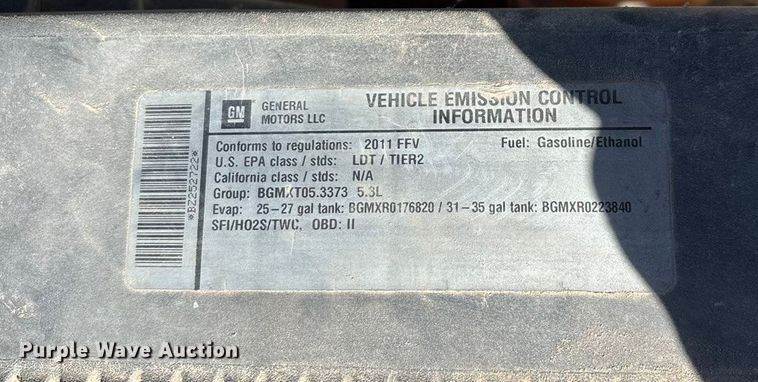 GM
GENERAL
MOTORS LLC
VEHICLE EMISSION CONTROL
INFORMATION
Conforms to regulations: 2011 FFV Fuel: Gasoline/Ethanol
U.S. EPA class / stds: LDT / TIER2
California class / stds: N/A
Group: BGMXT05.3373 5.3L
Evap: 25-27 gal tank: BGMXR0176820 / 31-35 gal tank: BGMXR0223840
SFI/HO2S/TWC, OBD: II
*BZ252722*
Purple Wave Auction